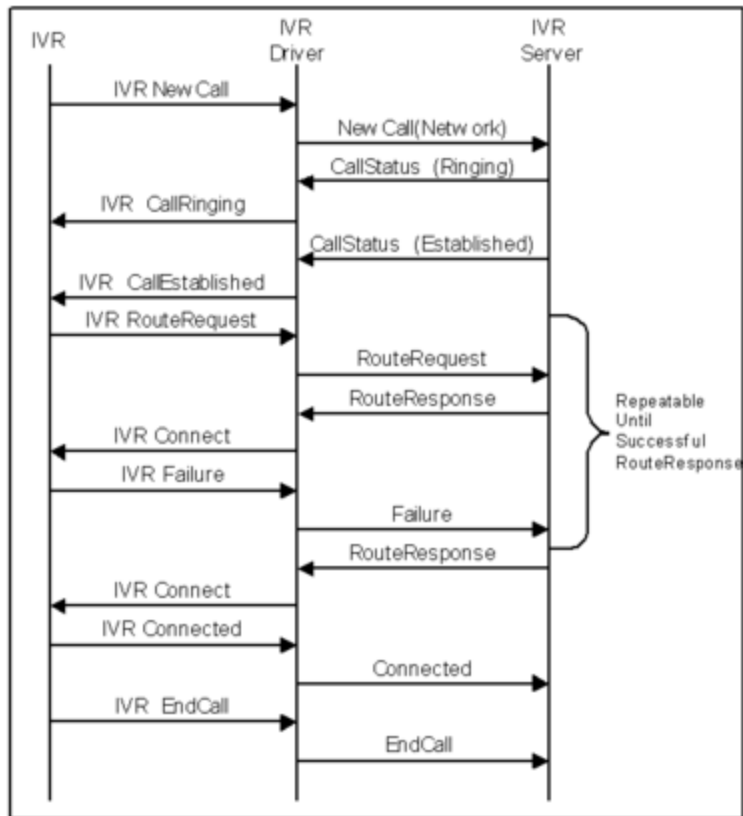 IVR
IVR
Driver
IVR
Server
IVR New Call
New Call(Netw ork)
CallStatus (Ringing)
IVR CallRinging
CallStatus (Established)
IVR CallEstablished
IVR RouteRequest
RouteRequest
RouteResponse
Repeatable
Until
Successful
RouteResponse
IVR Connect
IVR Failure
Failure
RouteResponse
IVR Connect
IVR Connected
Connected
IVR EndCall
EndCall